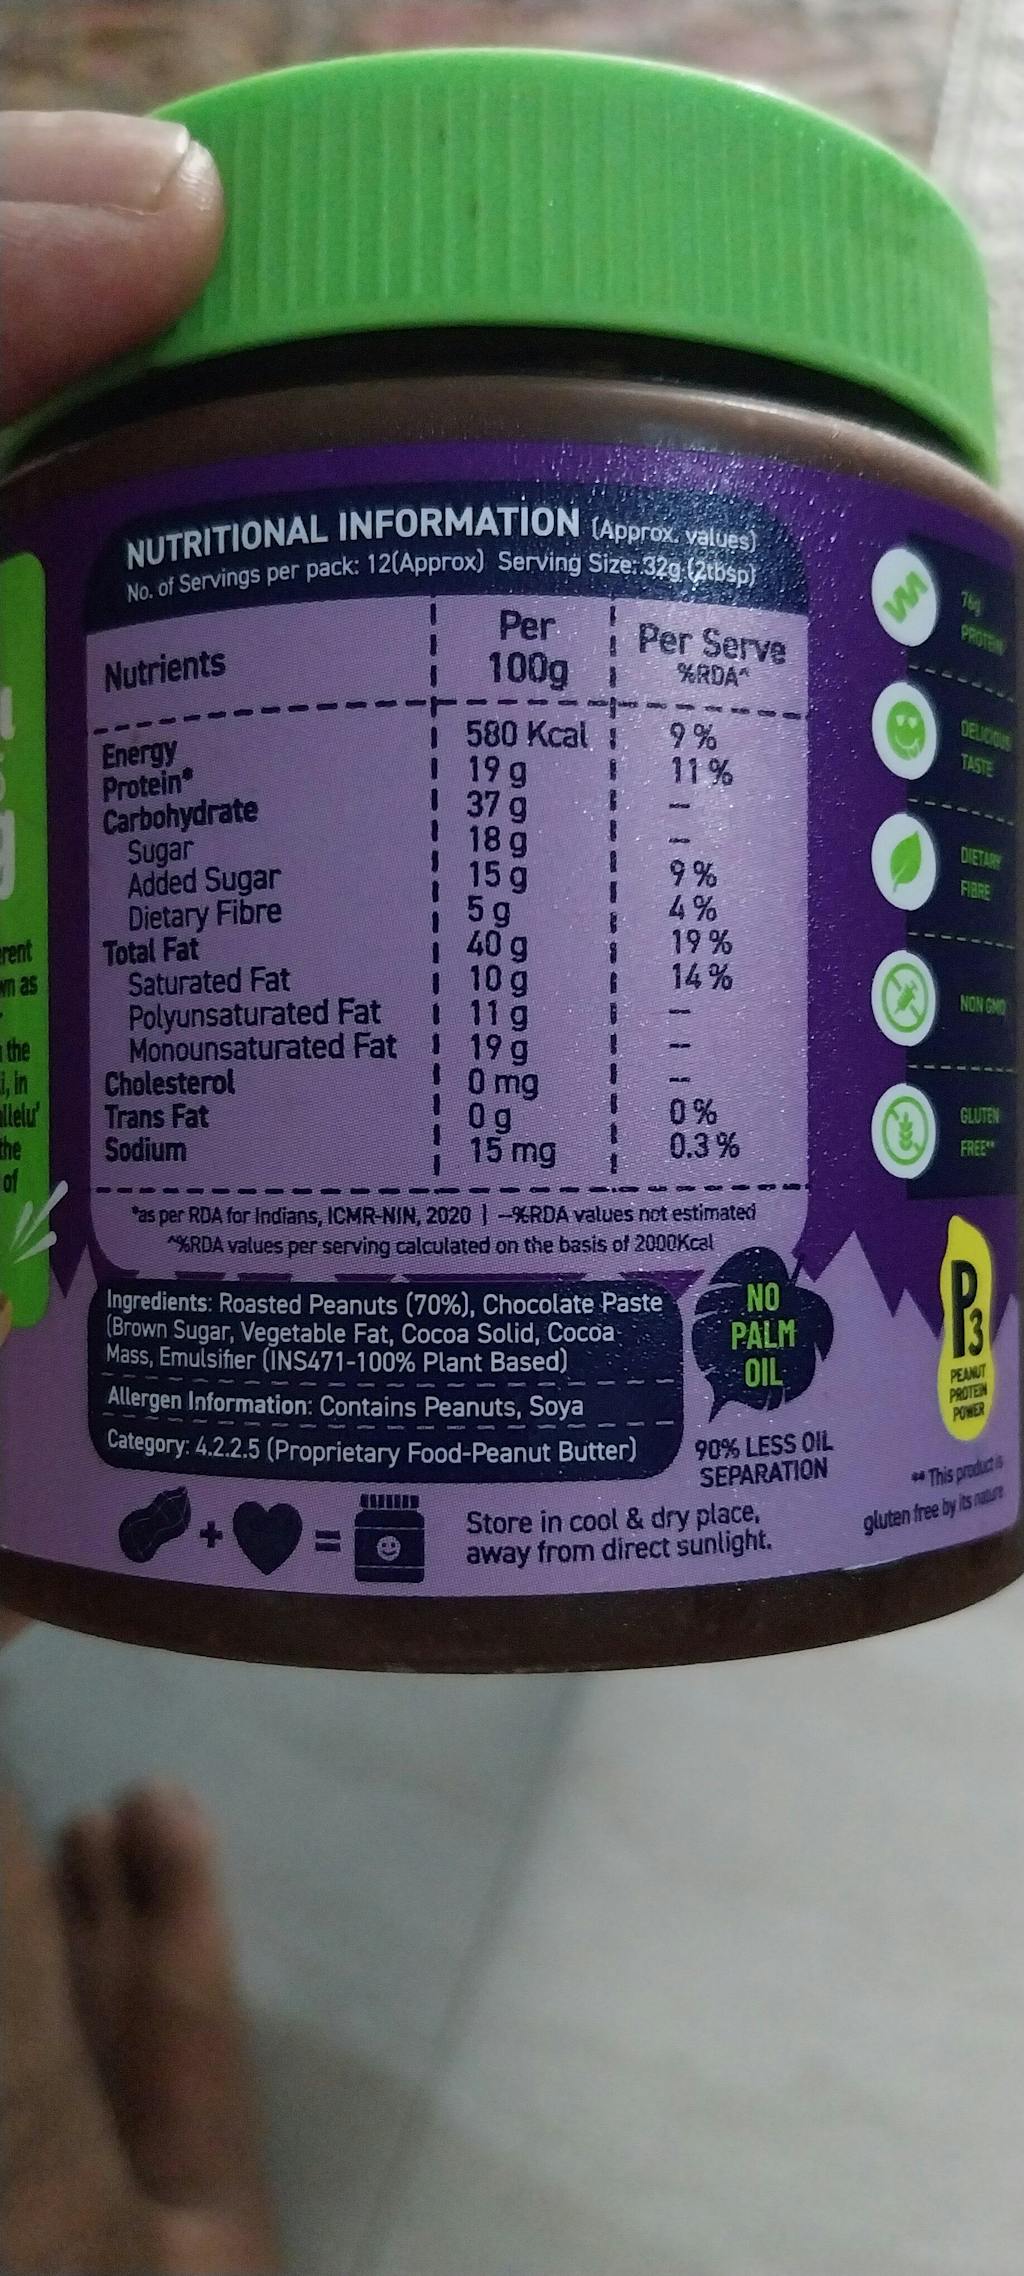 NUTRITIONAL INFORMATION (Approx. values)
No. of Servings per pack: 12(Approx) Serving Size: 32g (2tbsp)
Nutrients Per 100g Per Serve %RDA^
Energy 580 Kcal 9 %
Protein* 19 g 11 %
Carbohydrate 37 g --
Sugar 18 g --
Added Sugar 15 g 9 %
Dietary Fibre 5 g 4 %
Total Fat 40 g 19 %
Saturated Fat 10 g 14 %
Polyunsaturated Fat 11 g --
Monounsaturated Fat 19 g --
Cholesterol 0 mg --
Trans Fat 0 g 0 %
Sodium 15 mg 0.3 %
*as per RDA for Indians, ICMR-NIN, 2020 | --%RDA values not estimated
^%RDA values per serving calculated on the basis of 2000Kcal
Ingredients: Roasted Peanuts (70%), Chocolate Paste
(Brown Sugar, Vegetable Fat, Cocoa Solid, Cocoa
Mass, Emulsifier (INS471-100% Plant Based)
Allergen Information: Contains Peanuts, Soya
Category: 4.2.2.5 (Proprietary Food-Peanut Butter)
NO
PALM
OIL
90% LESS OIL
SEPARATION
+ =
Store in cool & dry place,
away from direct sunlight.
76g
PROTEIN
DELICIOUS
TASTE
DIETARY
FIBRE
NON GMO
GLUTEN
FREE**
P3
PEANUT
PROTEIN
POWER
** This product is
gluten free by its nature
as
the
in
the
of